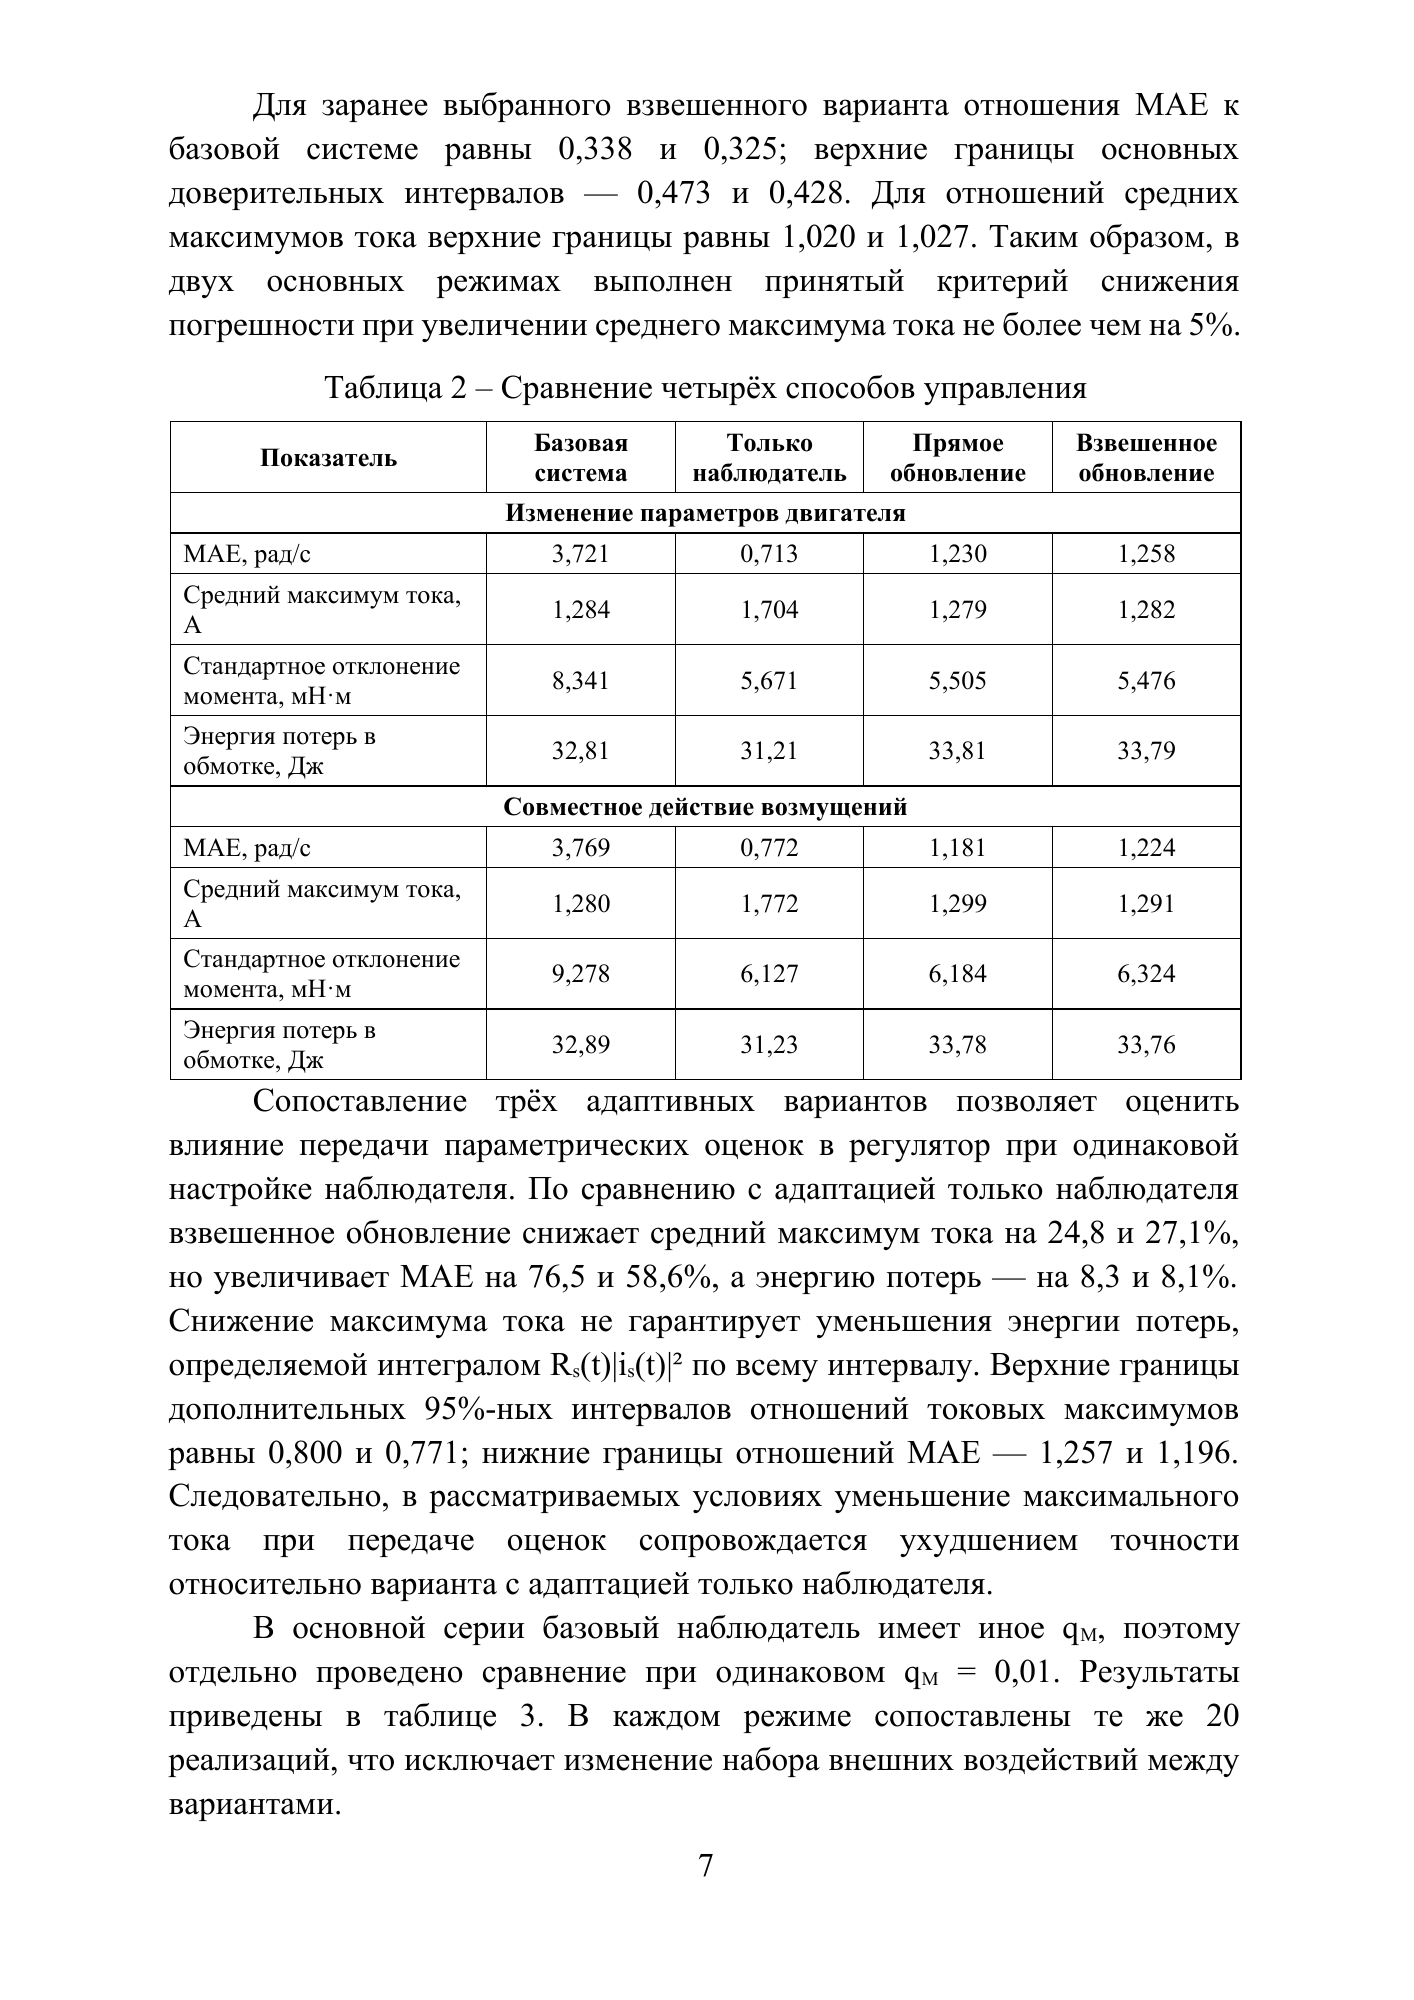 Для заранее выбранного взвешенного варианта отношения MAE к
базовой системе равны 0,338 и 0,325; верхние границы основных
доверительных интервалов — 0,473 и 0,428. Для отношений средних
максимумов тока верхние границы равны 1,020 и 1,027. Таким образом, в
двух основных режимах выполнен принятый критерий снижения
погрешности при увеличении среднего максимума тока не более чем на 5%.
Таблица 2 – Сравнение четырёх способов управления
Показатель | Базовая система | Только наблюдатель | Прямое обновление | Взвешенное обновление
Изменение параметров двигателя
MAE, рад/с | 3,721 | 0,713 | 1,230 | 1,258
Средний максимум тока, А | 1,284 | 1,704 | 1,279 | 1,282
Стандартное отклонение момента, мН·м | 8,341 | 5,671 | 5,505 | 5,476
Энергия потерь в обмотке, Дж | 32,81 | 31,21 | 33,81 | 33,79
Совместное действие возмущений
MAE, рад/с | 3,769 | 0,772 | 1,181 | 1,224
Средний максимум тока, А | 1,280 | 1,772 | 1,299 | 1,291
Стандартное отклонение момента, мН·м | 9,278 | 6,127 | 6,184 | 6,324
Энергия потерь в обмотке, Дж | 32,89 | 31,23 | 33,78 | 33,76
Сопоставление трёх адаптивных вариантов позволяет оценить
влияние передачи параметрических оценок в регулятор при одинаковой
настройке наблюдателя. По сравнению с адаптацией только наблюдателя
взвешенное обновление снижает средний максимум тока на 24,8 и 27,1%,
но увеличивает MAE на 76,5 и 58,6%, а энергию потерь — на 8,3 и 8,1%.
Снижение максимума тока не гарантирует уменьшения энергии потерь,
определяемой интегралом Rₛ(t)|iₛ(t)|² по всему интервалу. Верхние границы
дополнительных 95%-ных интервалов отношений токовых максимумов
равны 0,800 и 0,771; нижние границы отношений MAE — 1,257 и 1,196.
Следовательно, в рассматриваемых условиях уменьшение максимального
тока при передаче оценок сопровождается ухудшением точности
относительно варианта с адаптацией только наблюдателя.
В основной серии базовый наблюдатель имеет иное qM, поэтому
отдельно проведено сравнение при одинаковом qM = 0,01. Результаты
приведены в таблице 3. В каждом режиме сопоставлены те же 20
реализаций, что исключает изменение набора внешних воздействий между
вариантами.
7